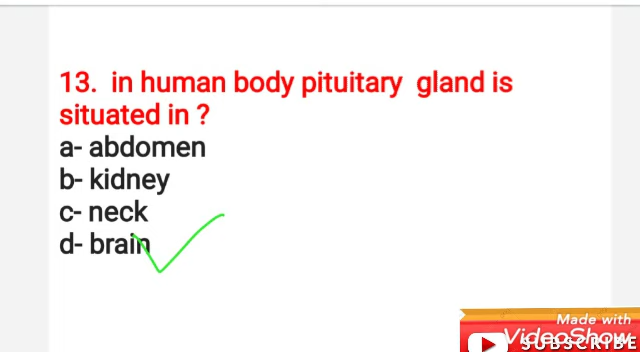 13. in human body pituitary gland is
situated in ?
a- abdomen
b- kidney
c- neck
d- brain
Made with
VideoShow
SUBSCRIBE